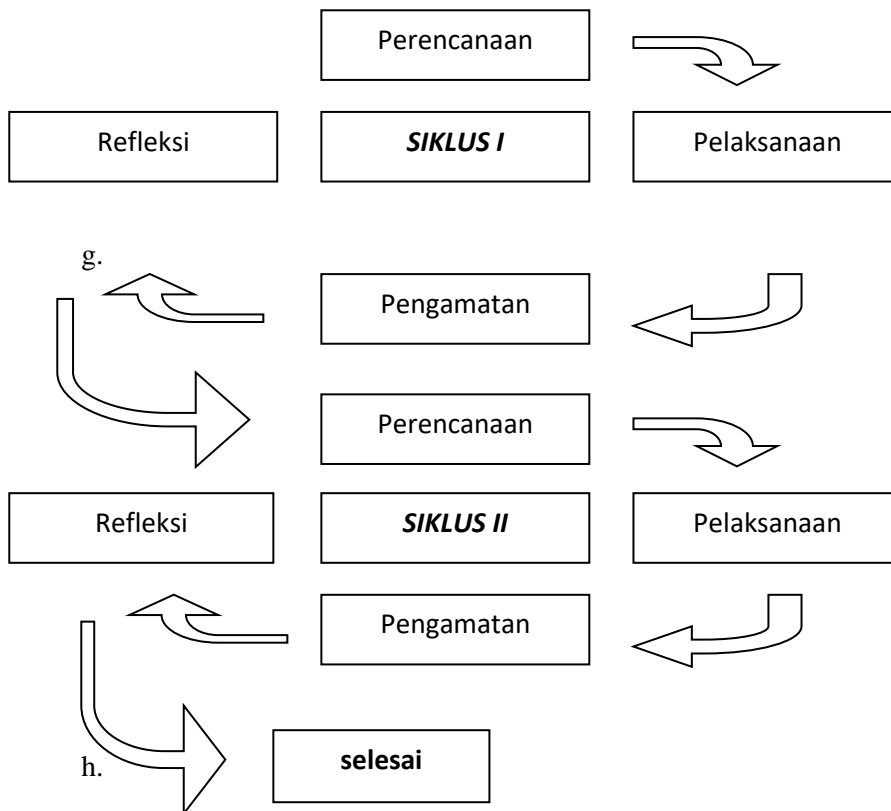 Perencanaan
Refleksi
SIKLUS I
Pelaksanaan
g.
Pengamatan
Perencanaan
Refleksi
SIKLUS II
Pelaksanaan
Pengamatan
h.
selesai